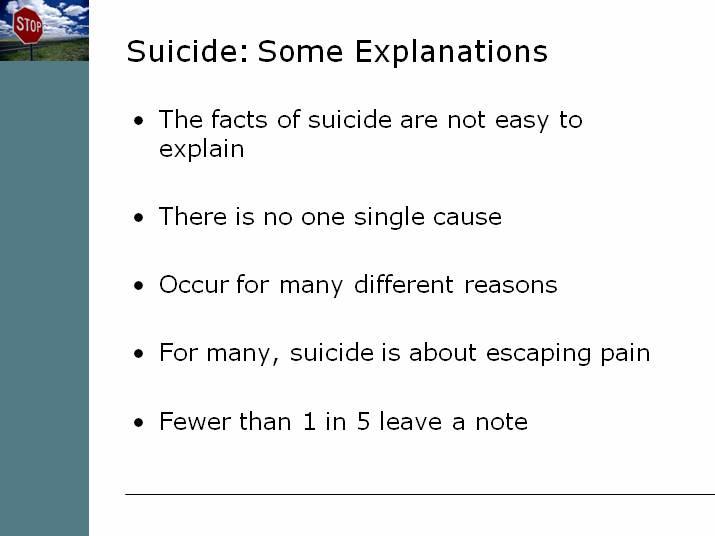 STOP
Suicide: Some Explanations
• The facts of suicide are not easy to
explain
• There is no one single cause
• Occur for many different reasons
• For many, suicide is about escaping pain
• Fewer than 1 in 5 leave a note